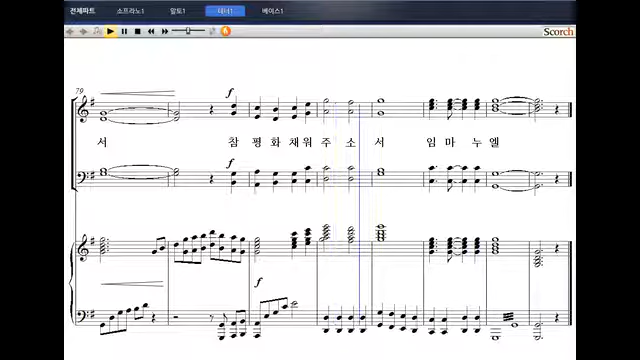 전체파트 소프라노1 알토1 테너1 베이스1
Scorch
79
f
서 참 평 화 채 워 주 소 서 임 마 누 엘
f
f